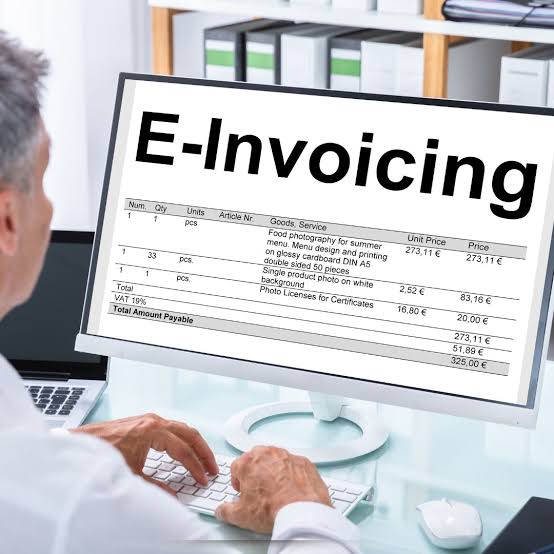 E-Invoicing
Num. Qty Units Article Nr. Goods, Service Unit Price Price
1 1 pcs Food photography for summer 273,11 € 273,11 €
menu. Menu design and printing
on glossy cardboard DIN A5
double sided 50 pieces
1 33 pcs. Single product photo on white 2,52 € 83,16 €
background
1 1 pcs. Photo Licenses for Certificates 16,80 € 20,00 €
Total 273,11 €
VAT 19% 51,89 €
Total Amount Payable 325,00 €